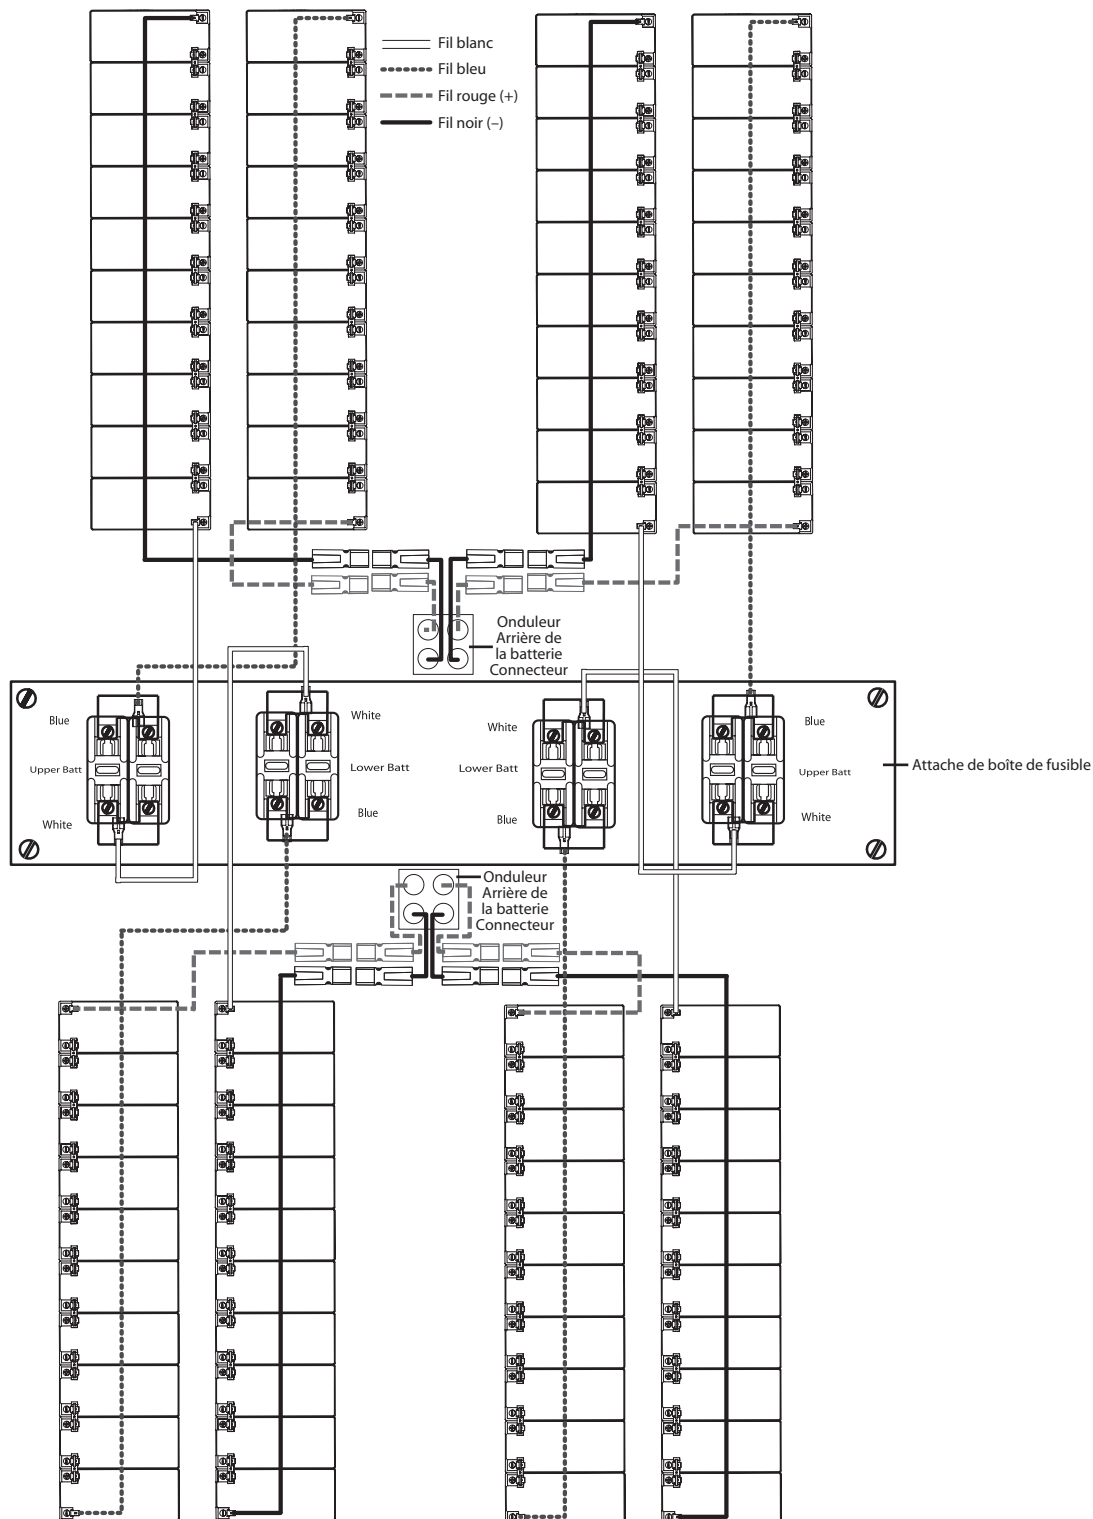 Fil blanc
Fil bleu
Fil rouge (+)
Fil noir (–)
Onduleur
Arrière de
la batterie
Connecteur
Blue
White
White
Blue
Upper Batt
Lower Batt
Lower Batt
Upper Batt
Attache de boîte de fusible
White
Blue
Blue
White
Onduleur
Arrière de
la batterie
Connecteur